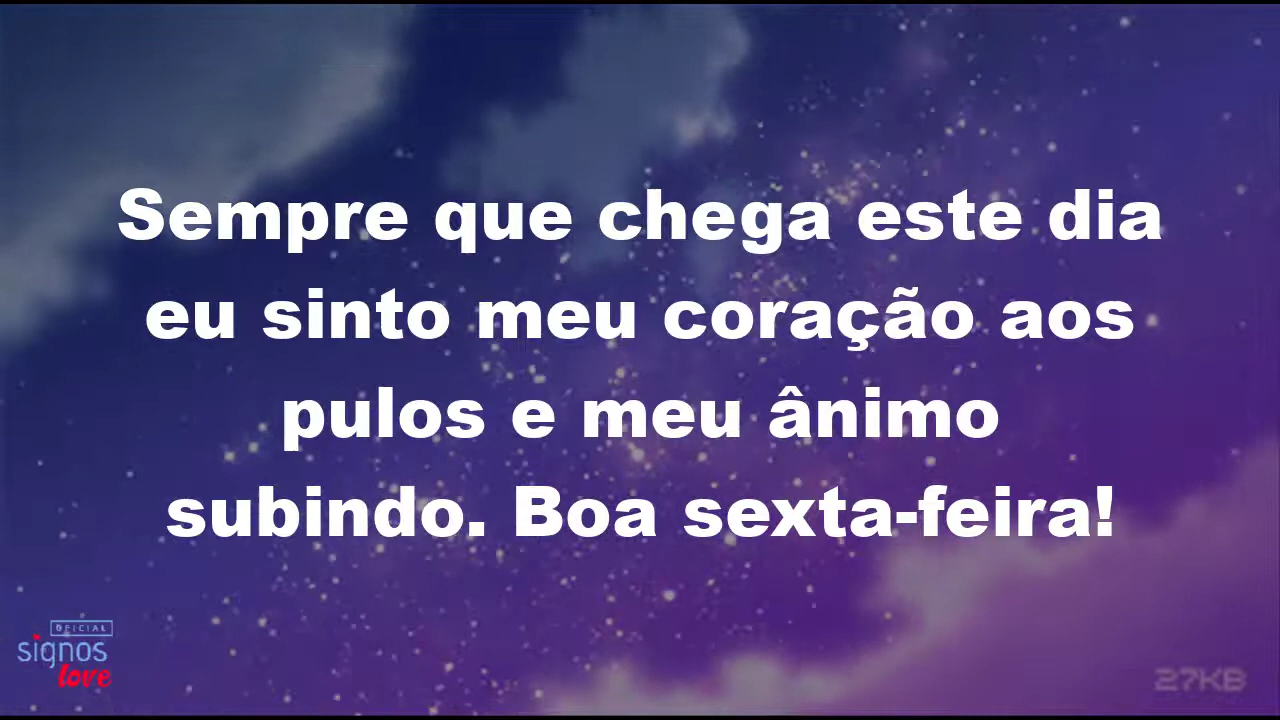 Sempre que chega este dia
eu sinto meu coração aos
pulos e meu ânimo
subindo. Boa sexta-feira!
OFICIAL
signos
love
27KB